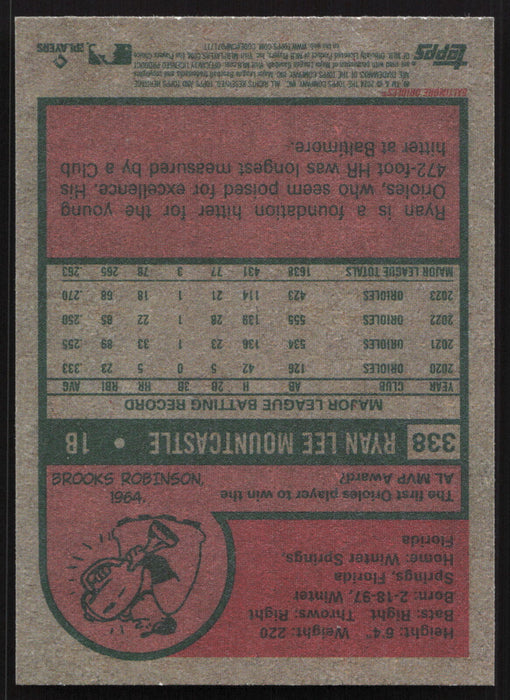 Height: 6'4" Weight: 220
Bats: Right Throws: Right
Born: 2-18-97, Winter
Springs, Florida
Home: Winter Springs,
Florida
The first Orioles player to win the
AL MVP Award?
BROOKS ROBINSON,
1964.
338 RYAN LEE MOUNTCASTLE • 1B
MAJOR LEAGUE BATTING RECORD
YEAR CLUB AB H 2B 3B HR RBI AVG
2020 ORIOLES 126 42 5 0 5 23 .333
2021 ORIOLES 534 136 23 1 33 89 .255
2022 ORIOLES 555 139 28 1 22 85 .250
2023 ORIOLES 423 114 21 1 18 68 .270
MAJOR LEAGUE TOTALS 1638 431 77 3 78 265 .263
Ryan is a foundation hitter for the young
Orioles, who seem poised for excellence. His
472-foot HR was longest measured by a Club
hitter at Baltimore.
BALTIMORE ORIOLES
topps
PLAYERS